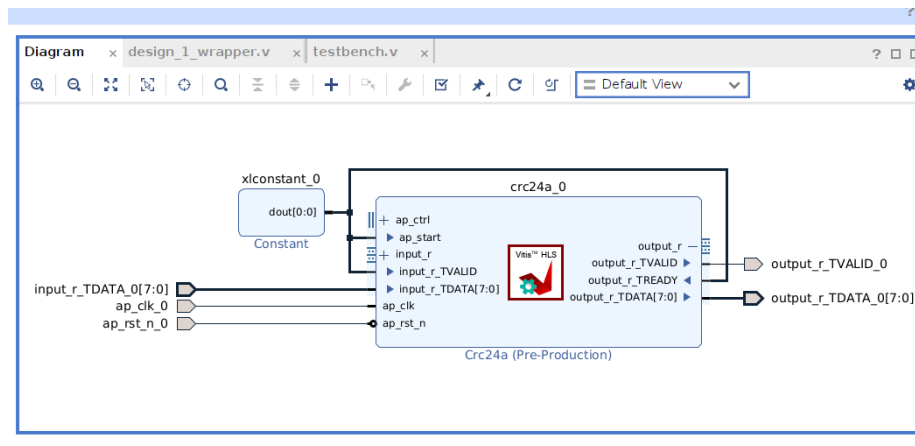 ?
Diagram × design_1_wrapper.v × testbench.v ×
?
Default View
xlconstant_0
dout[0:0]
Constant
crc24a_0
ap_ctrl
ap_start
input_r
input_r_TVALID
input_r_TDATA[7:0]
ap_clk
ap_rst_n
Vitis™ HLS
output_r
output_r_TVALID
output_r_TREADY
output_r_TDATA[7:0]
Crc24a (Pre-Production)
input_r_TDATA_0[7:0]
ap_clk_0
ap_rst_n_0
output_r_TVALID_0
output_r_TDATA_0[7:0]